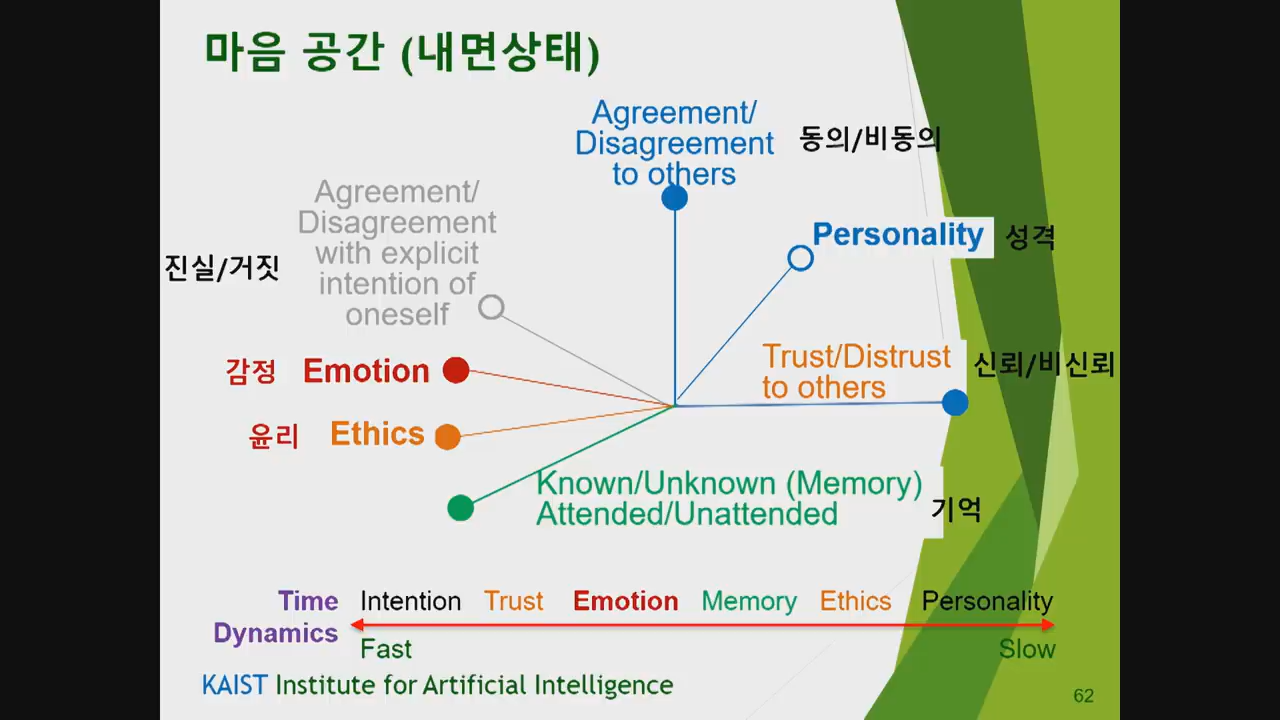 마음 공간 (내면상태)
Agreement/
Disagreement
to others
동의/비동의
Agreement/
Disagreement
with explicit
intention of
oneself
진실/거짓
Personality 성격
감정 Emotion
Trust/Distrust
to others
신뢰/비신뢰
윤리 Ethics
Known/Unknown (Memory)
Attended/Unattended
기억
Time
Dynamics
Intention Trust Emotion Memory Ethics Personality
Fast Slow
KAIST Institute for Artificial Intelligence
62